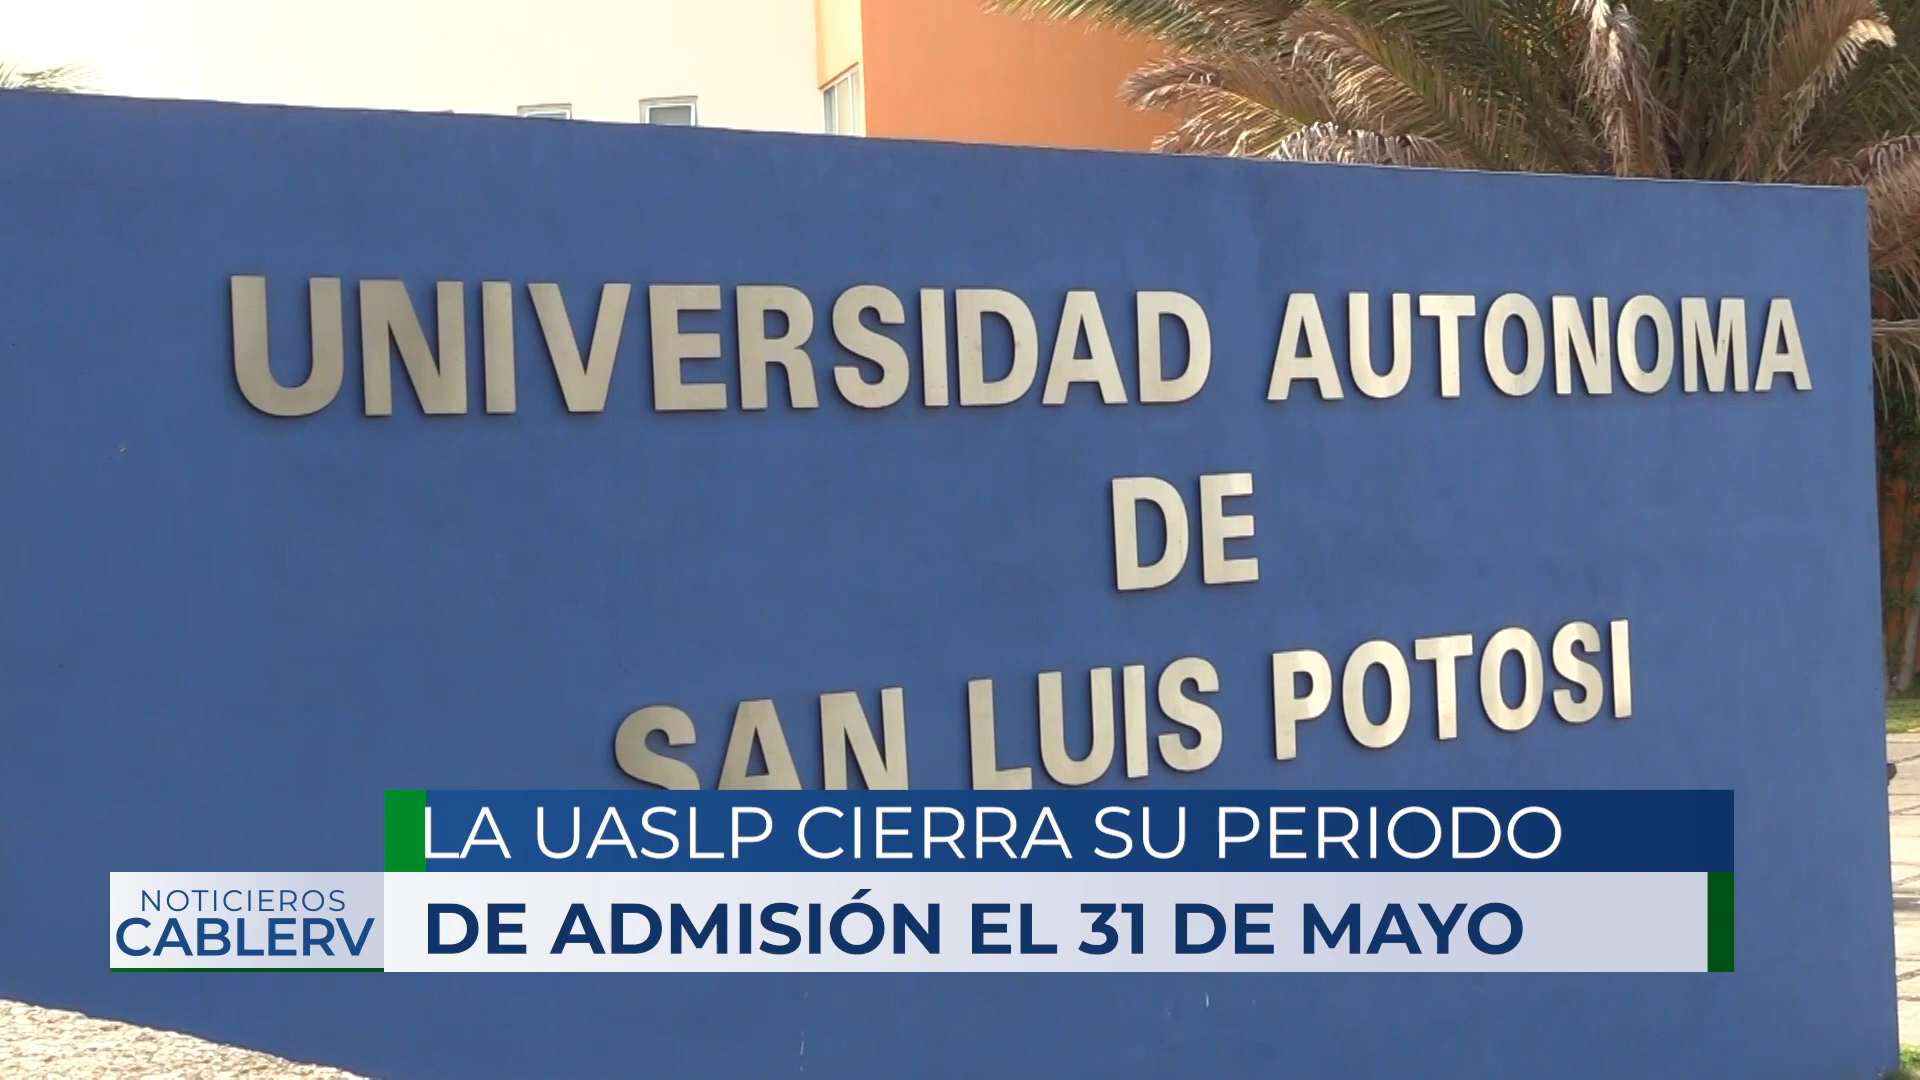 UNIVERSIDAD AUTONOMA
DE
SAN LUIS POTOSI
LA UASLP CIERRA SU PERIODO
DE ADMISIÓN EL 31 DE MAYO
NOTICIEROS
CABLERV